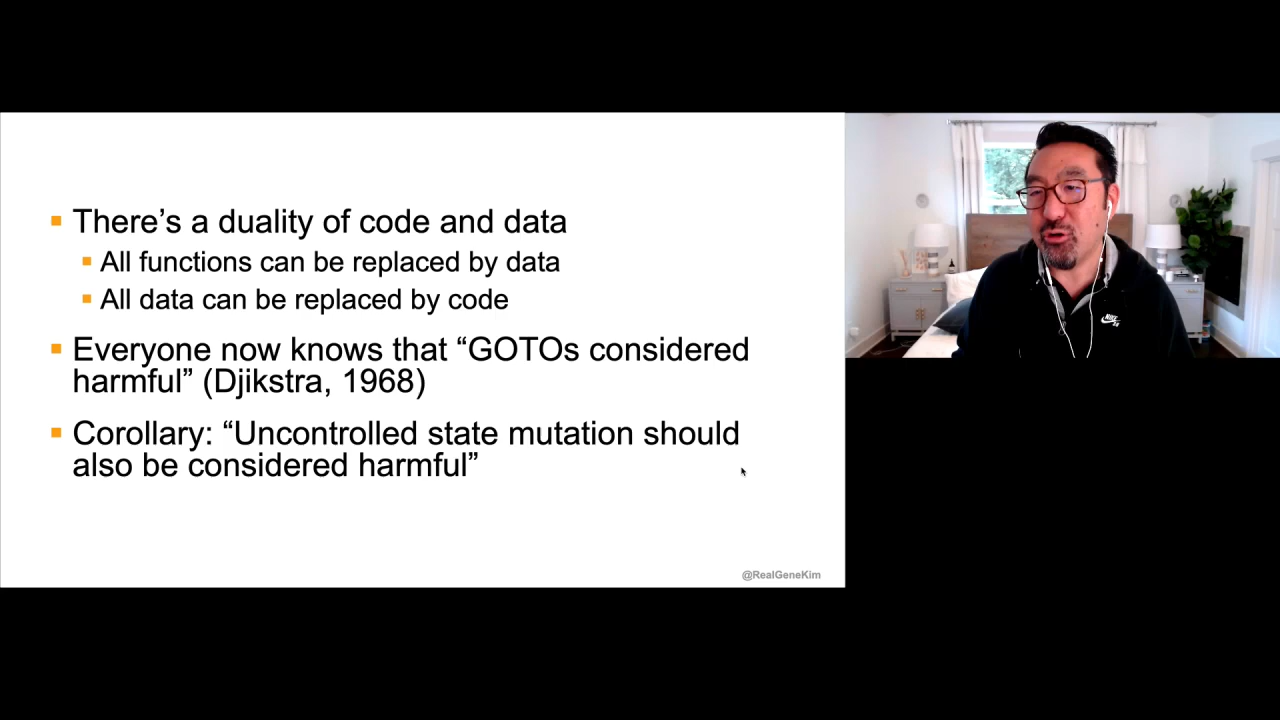 There’s a duality of code and data
All functions can be replaced by data
All data can be replaced by code
Everyone now knows that “GOTOs considered
harmful” (Djikstra, 1968)
Corollary: “Uncontrolled state mutation should
also be considered harmful”
@RealGeneKim
NIKE